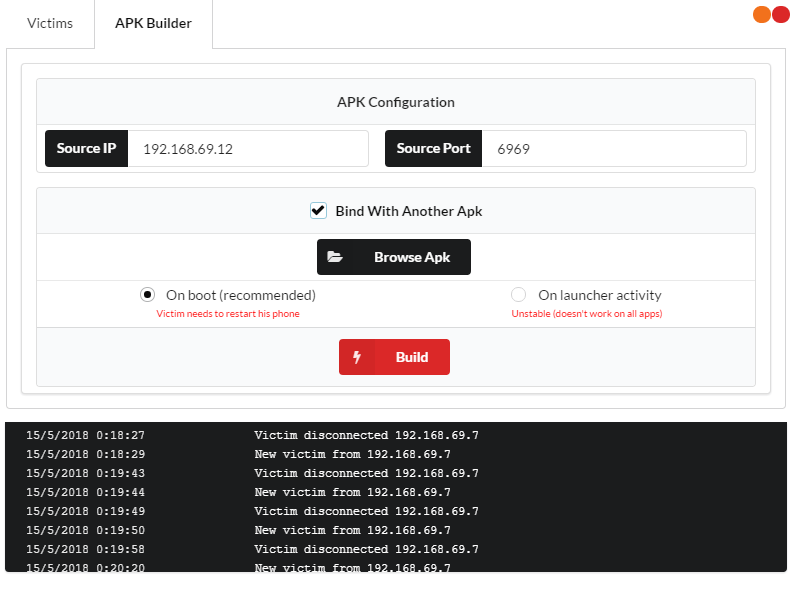 Victims
APK Builder
APK Configuration
Source IP 192.168.69.12 Source Port 6969
Bind With Another Apk
Browse Apk
On boot (recommended) On launcher activity
Victim needs to restart his phone Unstable (doesn't work on all apps)
Build
15/5/2018 0:18:27 Victim disconnected 192.168.69.7
15/5/2018 0:18:29 New victim from 192.168.69.7
15/5/2018 0:19:43 Victim disconnected 192.168.69.7
15/5/2018 0:19:44 New victim from 192.168.69.7
15/5/2018 0:19:49 Victim disconnected 192.168.69.7
15/5/2018 0:19:50 New victim from 192.168.69.7
15/5/2018 0:19:58 Victim disconnected 192.168.69.7
15/5/2018 0:20:20 New victim from 192.168.69.7